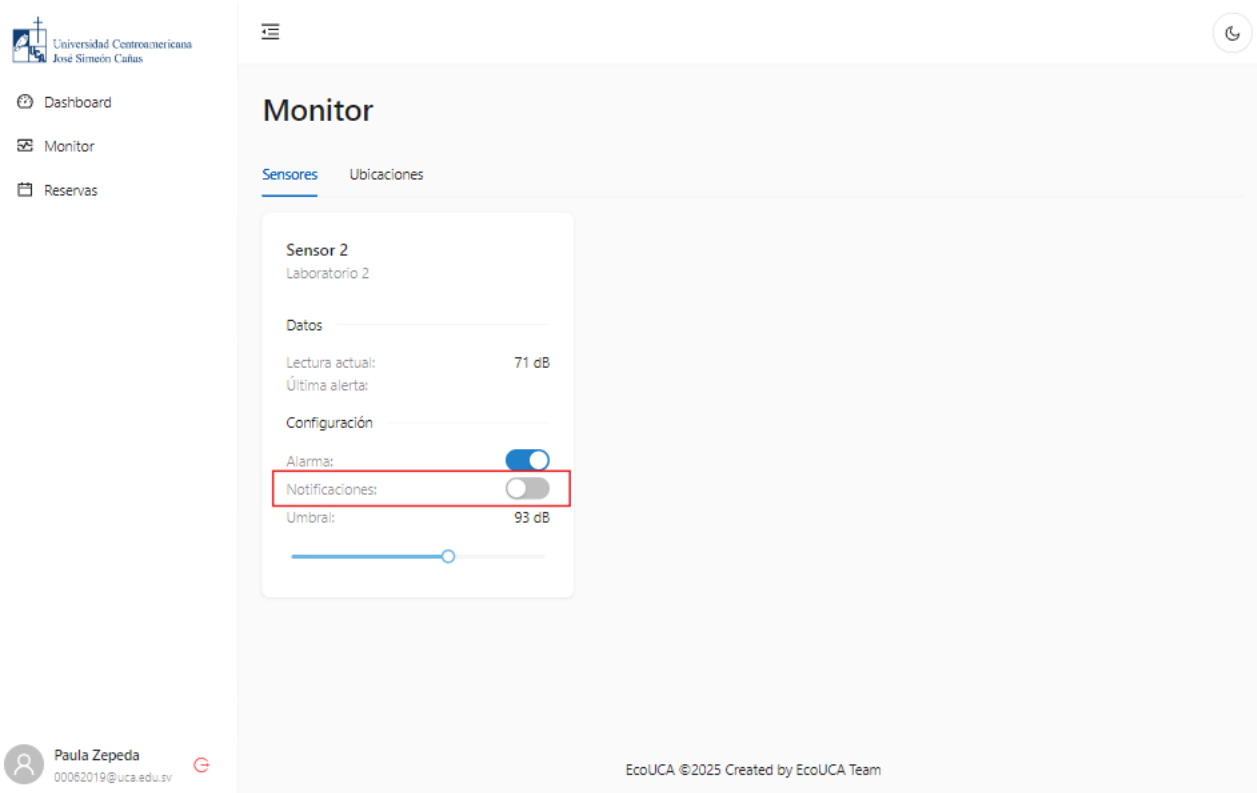 Universidad Centroamericana
José Simeón Cañas
Dashboard
Monitor
Reservas
Monitor
Sensores Ubicaciones
Sensor 2
Laboratorio 2
Datos
Lectura actual: 71 dB
Última alerta:
Configuración
Alarma:
Notificaciones:
Umbral: 93 dB
Paula Zepeda
00062019@uca.edu.sv
EcoUCA ©2025 Created by EcoUCA Team